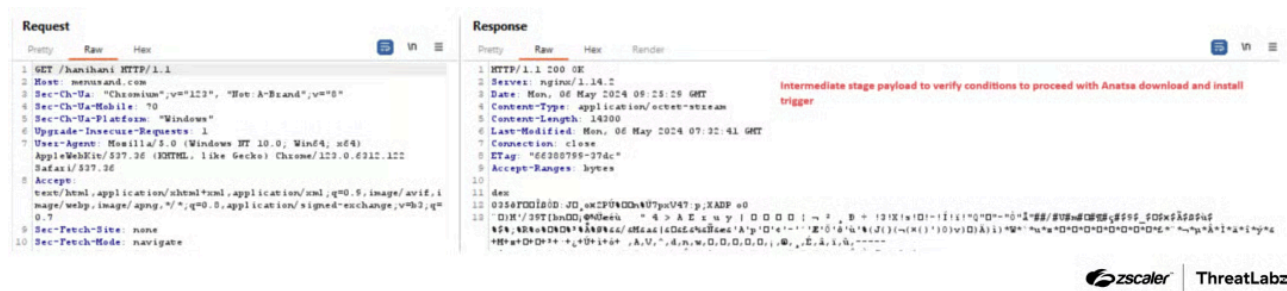 Request
Pretty Raw Hex
\n
1 GET /hanihani HTTP/1.1
2 Host: menusand.com
3 Sec-Ch-Ua: "Chromium";v="123", "Not:A-Brand";v="8"
4 Sec-Ch-Ua-Mobile: ?0
5 Sec-Ch-Ua-Platform: "Windows"
6 Upgrade-Insecure-Requests: 1
7 User-Agent: Mozilla/5.0 (Windows NT 10.0; Win64; x64)
AppleWebKit/537.36 (KHTML, like Gecko) Chrome/123.0.6312.122
Safari/537.36
8 Accept:
text/html,application/xhtml+xml,application/xml;q=0.9,image/avif,i
mage/webp,image/apng,*/*;q=0.8,application/signed-exchange;v=b3;q=
0.7
9 Sec-Fetch-Site: none
10 Sec-Fetch-Mode: navigate
Response
Pretty Raw Hex Render
\n
1 HTTP/1.1 200 OK
2 Server: nginx/1.14.2
3 Date: Mon, 06 May 2024 09:25:29 GMT
4 Content-Type: application/octet-stream
5 Content-Length: 14300
6 Last-Modified: Mon, 06 May 2024 07:32:41 GMT
7 Connection: close
8 ETag: "66388799-37dc"
9 Accept-Ranges: bytes
10
11 dex
12
13
Intermediate stage payload to verify conditions to proceed with Anatsa download and install
trigger
zscaler | ThreatLabz